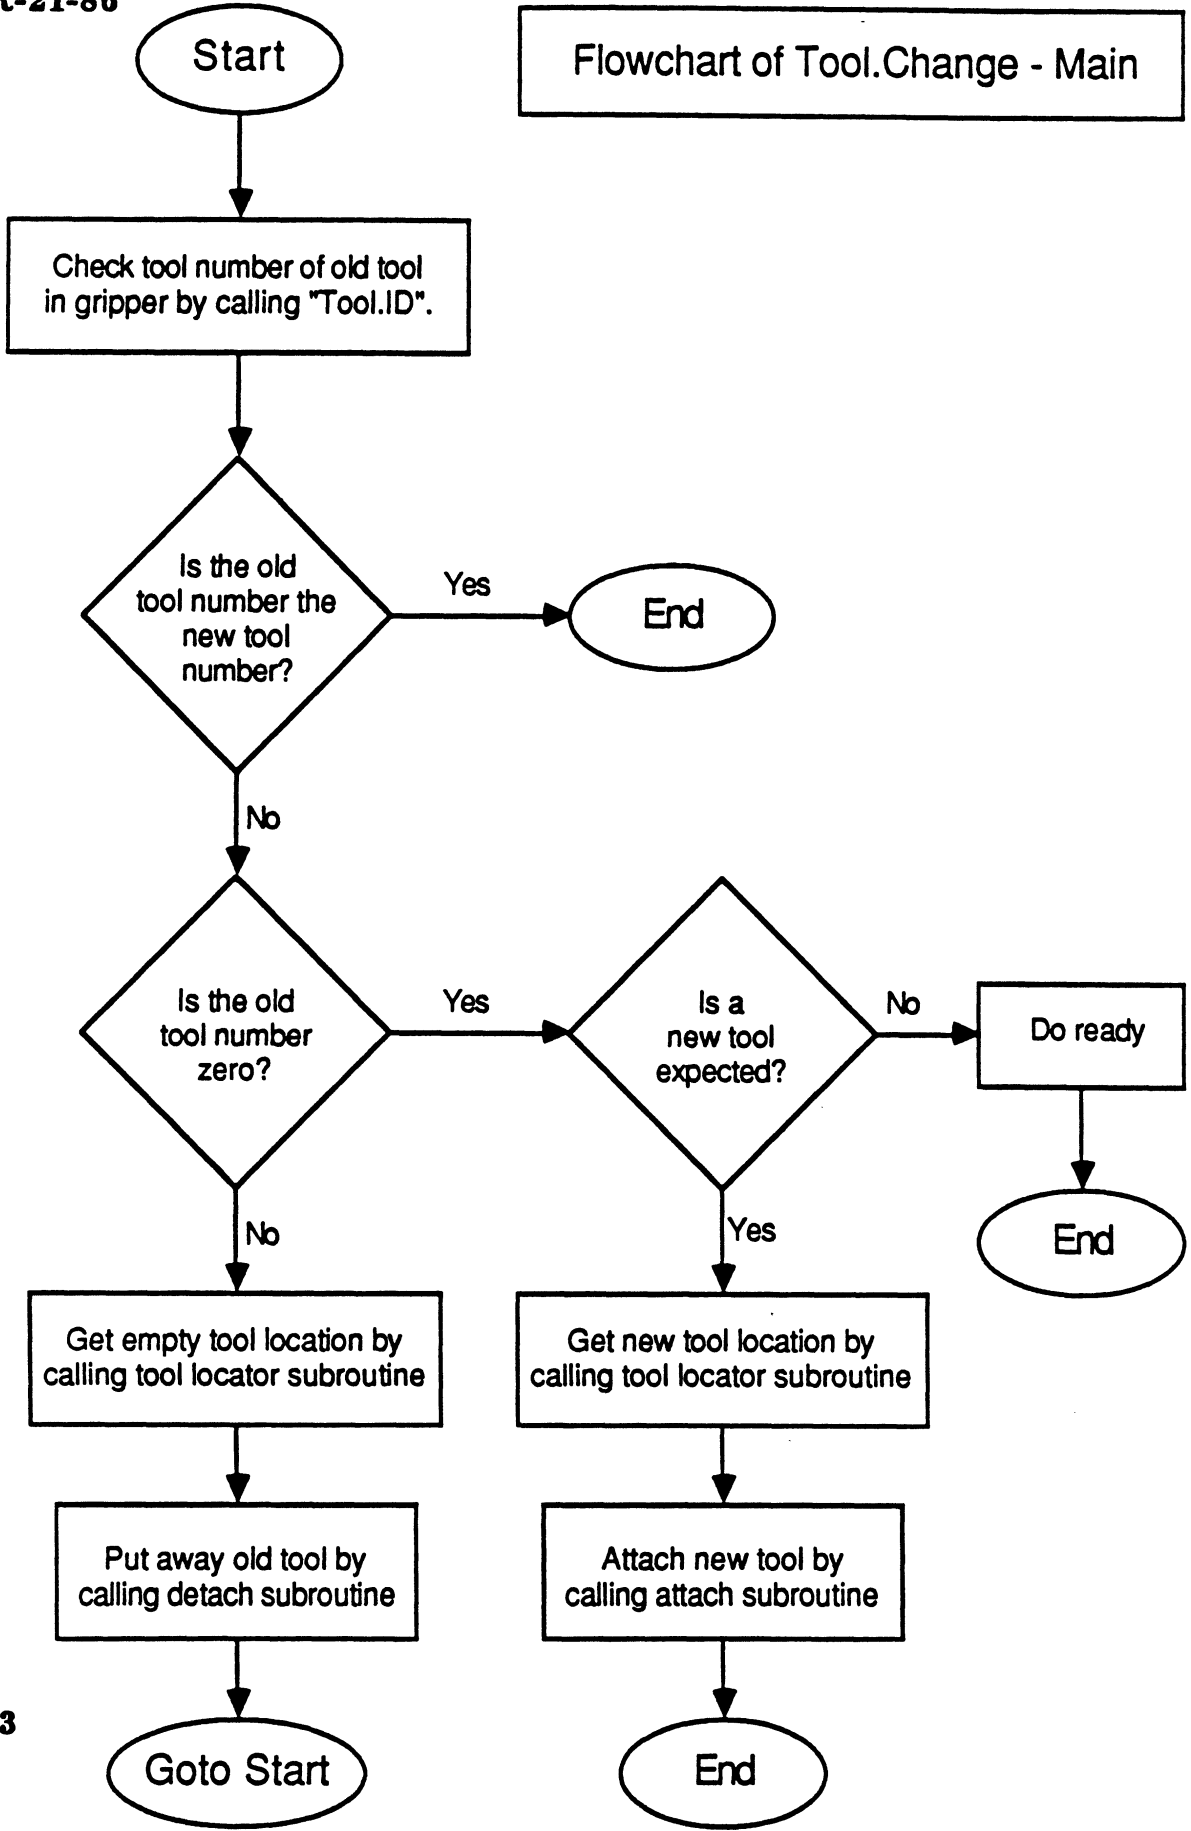 Start
Flowchart of Tool.Change - Main
Check tool number of old tool
in gripper by calling "Tool.ID".
Is the old
tool number the
new tool
number?
Yes
End
No
Is the old
tool number
zero?
Yes
Is a
new tool
expected?
No
Do ready
End
No
Yes
Get empty tool location by
calling tool locator subroutine
Get new tool location by
calling tool locator subroutine
Put away old tool by
calling detach subroutine
Attach new tool by
calling attach subroutine
3
Goto Start
End